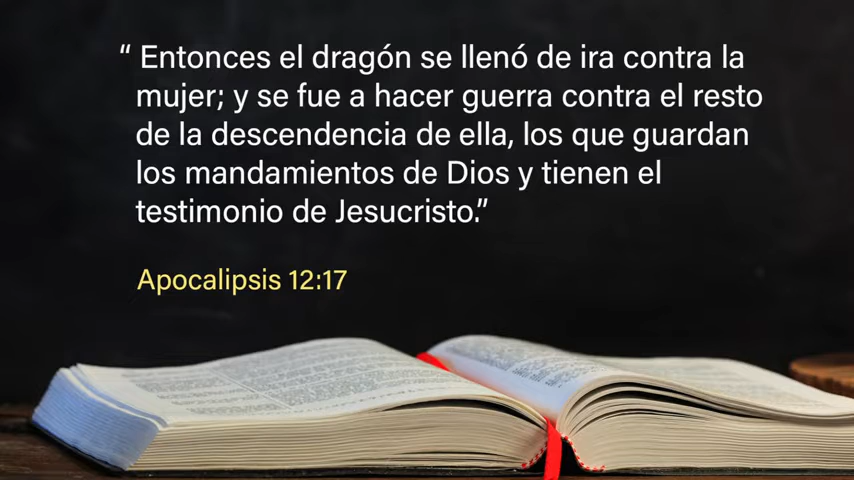 “ Entonces el dragón se llenó de ira contra la
mujer; y se fue a hacer guerra contra el resto
de la descendencia de ella, los que guardan
los mandamientos de Dios y tienen el
testimonio de Jesucristo.”
Apocalipsis 12:17